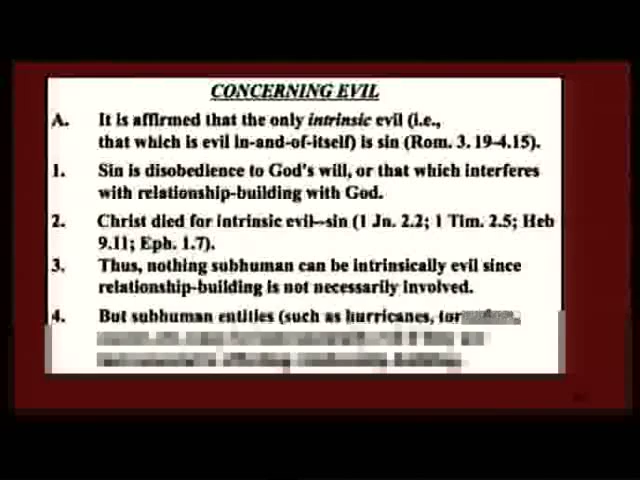 CONCERNING EVIL
A. It is affirmed that the only intrinsic evil (i.e.,
that which is evil in-and-of-itself) is sin (Rom. 3. 19-4.15).
1. Sin is disobedience to God's will, or that which interferes
with relationship-building with God.
2. Christ died for intrinsic evil--sin (1 Jn. 2.2; 1 Tim. 2.5; Heb
9.11; Eph. 1.7).
3. Thus, nothing subhuman can be intrinsically evil since
relationship-building is not necessarily involved.
4. But subhuman entities (such as hurricanes,